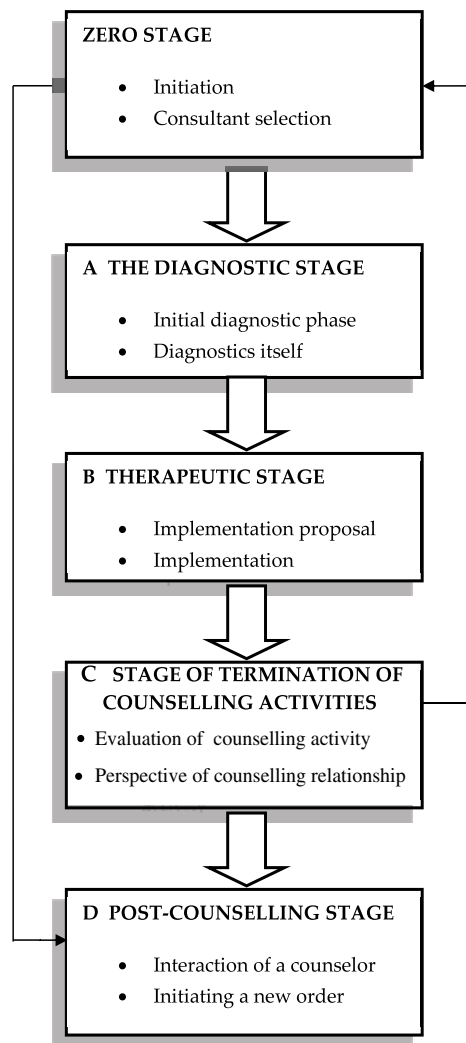 ZERO STAGE
• Initiation
• Consultant selection
A THE DIAGNOSTIC STAGE
• Initial diagnostic phase
• Diagnostics itself
B THERAPEUTIC STAGE
• Implementation proposal
• Implementation
C STAGE OF TERMINATION OF
COUNSELLING ACTIVITIES
• Evaluation of counselling activity
• Perspective of counselling relationship
D POST-COUNSELLING STAGE
• Interaction of a counselor
• Initiating a new order